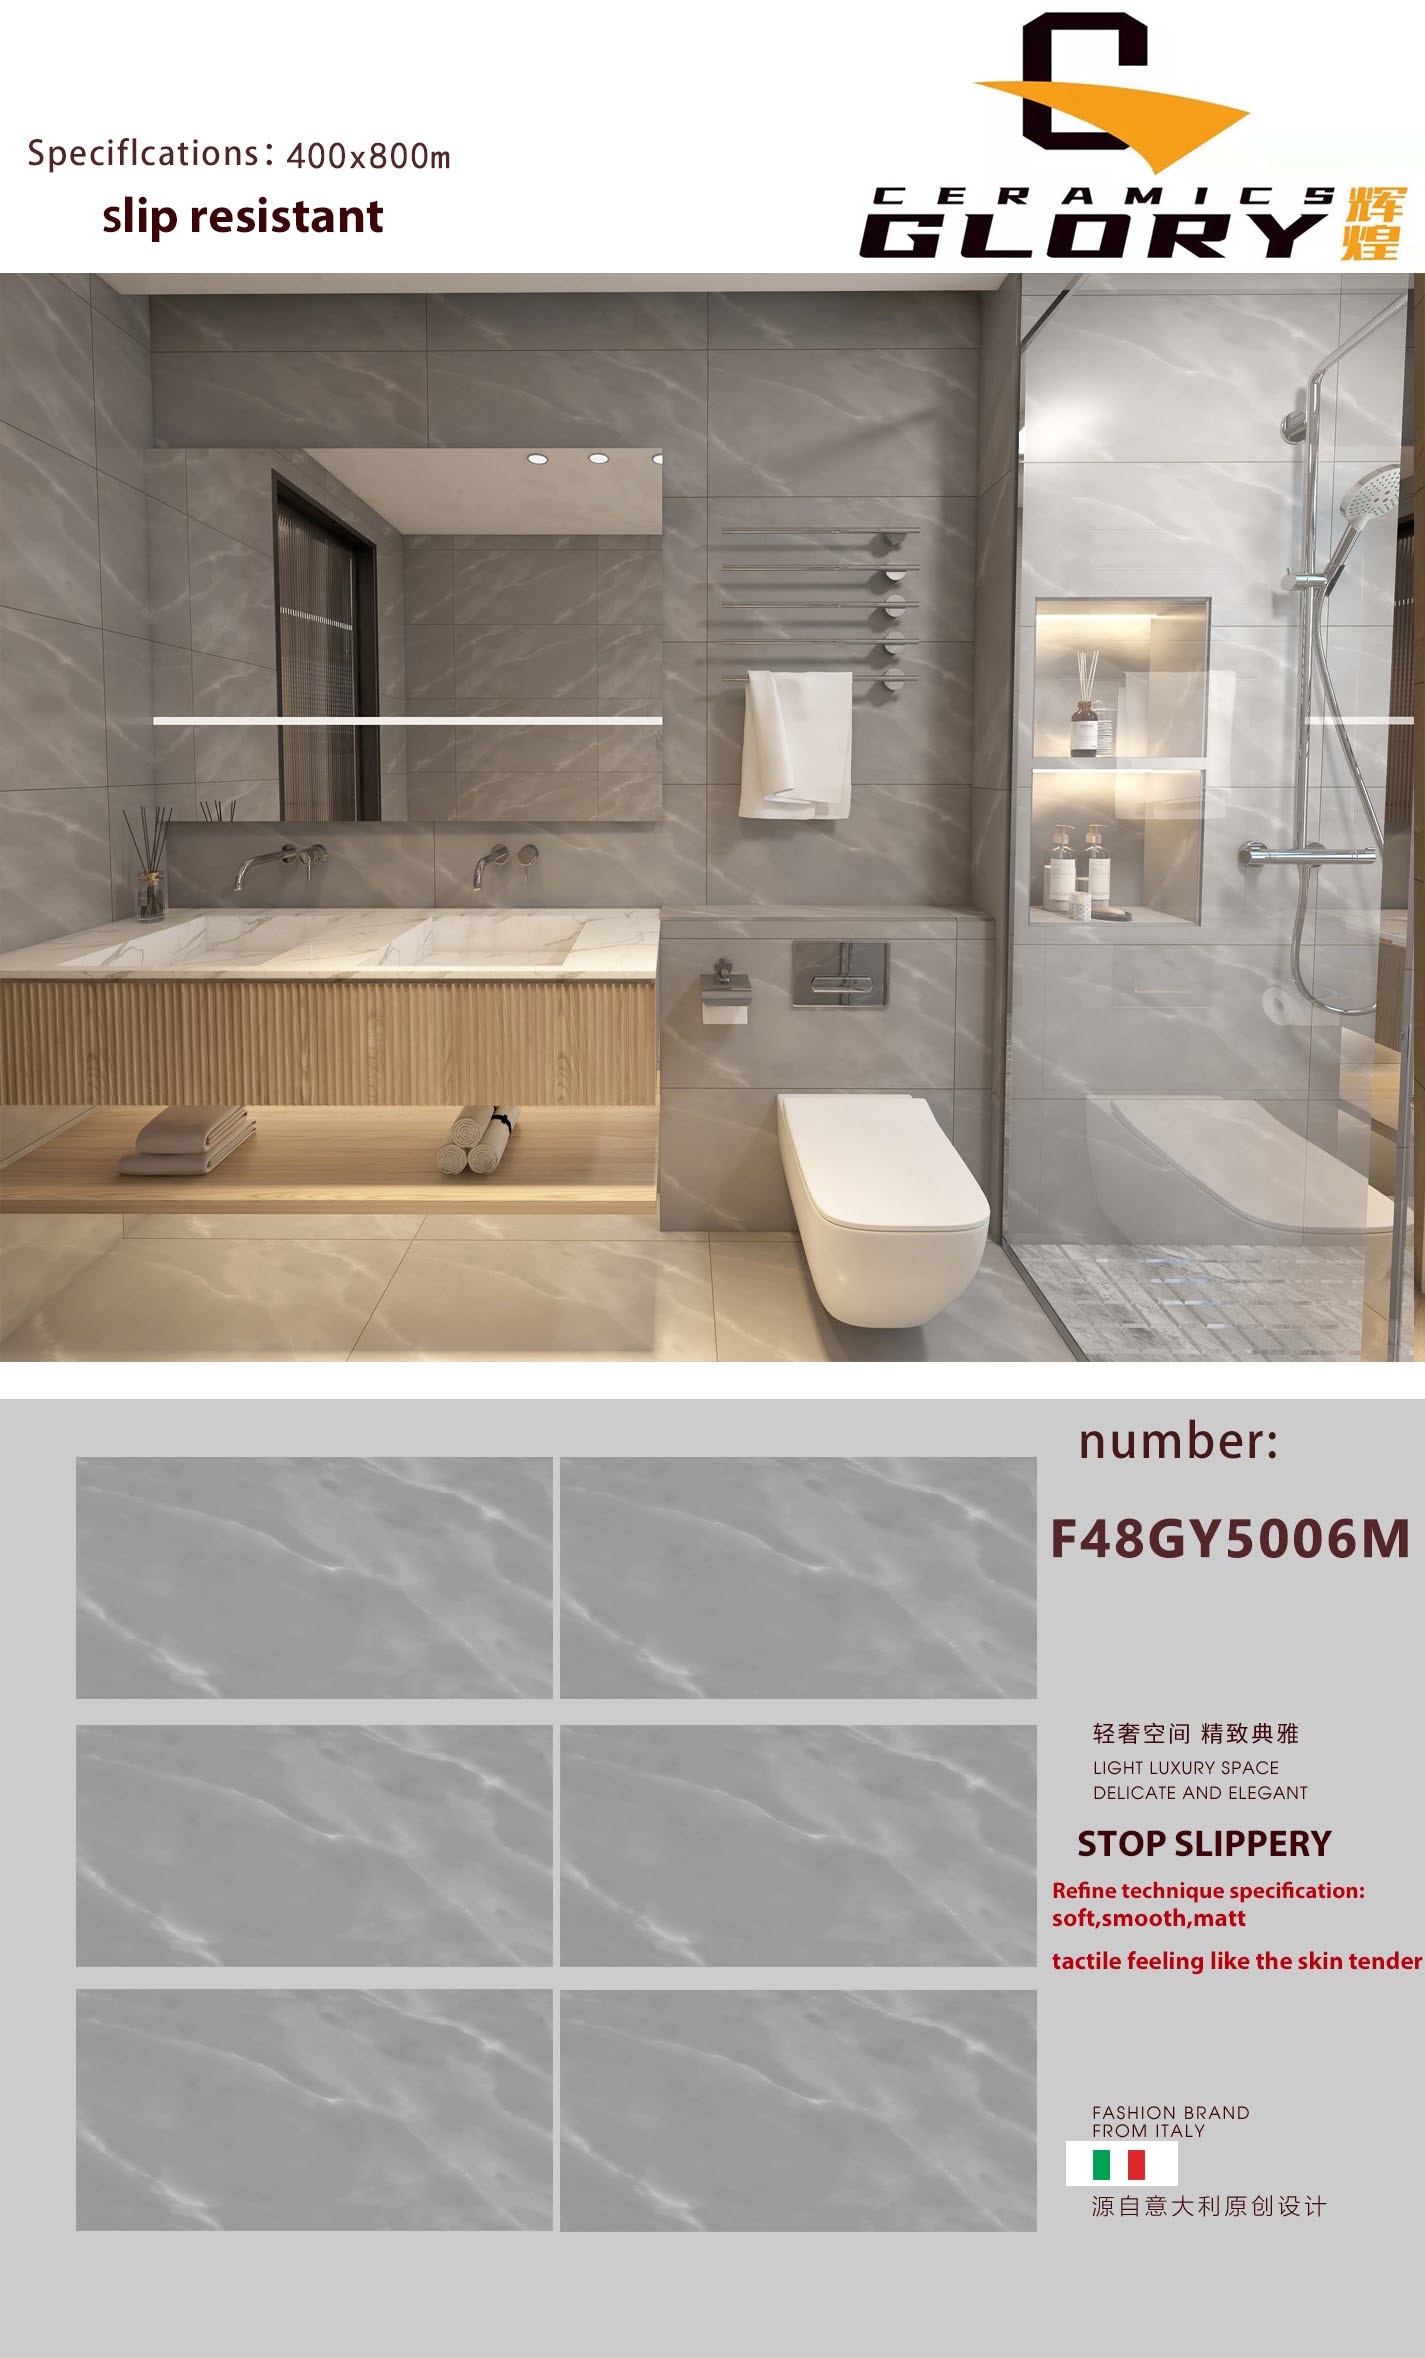 Speciflcations: 400x800m
slip resistant
CERAMICS
GLORY 辉煌
number:
F48GY5006M
轻奢空间 精致典雅
LIGHT LUXURY SPACE
DELICATE AND ELEGANT
STOP SLIPPERY
Refine technique specification:
soft,smooth,matt
tactile feeling like the skin tender
FASHION BRAND
FROM ITALY
源自意大利原创设计